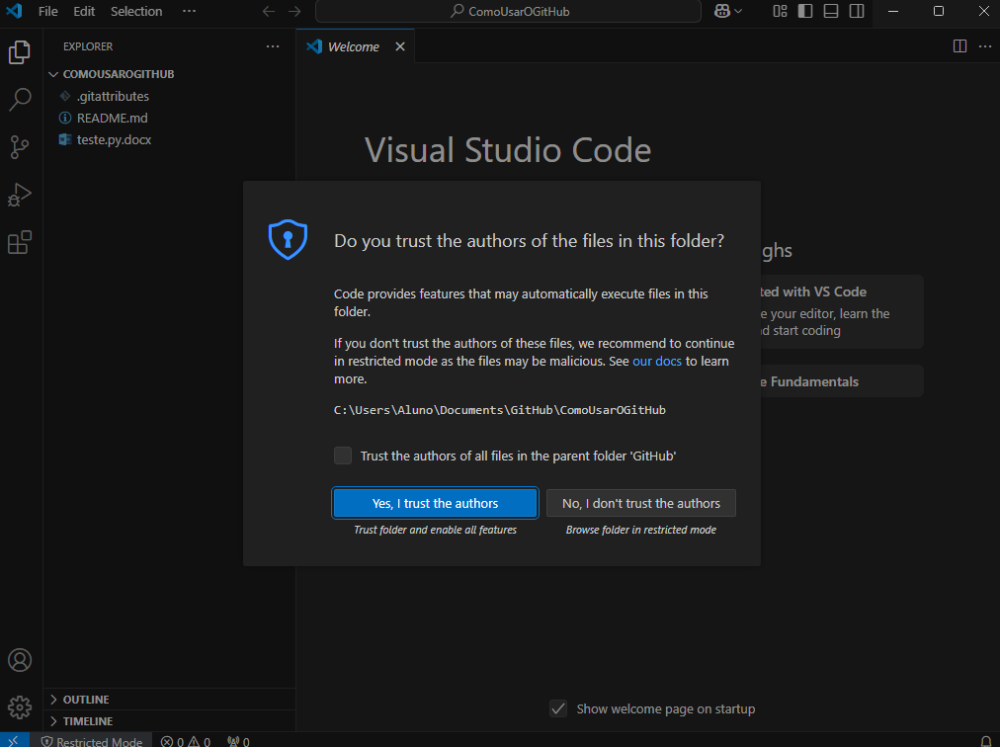 File Edit Selection ···
ComoUsarOGitHub
EXPLORER ···
Welcome
COMOUSAROGITHUB
.gitattributes
README.md
teste.py.docx
Visual Studio Code
ghs
ted with VS Code
e your editor, learn the
d start coding
e Fundamentals
Do you trust the authors of the files in this folder?
Code provides features that may automatically execute files in this
folder.
If you don't trust the authors of these files, we recommend to continue
in restricted mode as the files may be malicious. See our docs to learn
more.
C:\Users\Aluno\Documents\GitHub\ComoUsarOGitHub
Trust the authors of all files in the parent folder 'GitHub'
Yes, I trust the authors
No, I don't trust the authors
Trust folder and enable all features
Browse folder in restricted mode
OUTLINE
TIMELINE
Show welcome page on startup
Restricted Mode 0 0 0